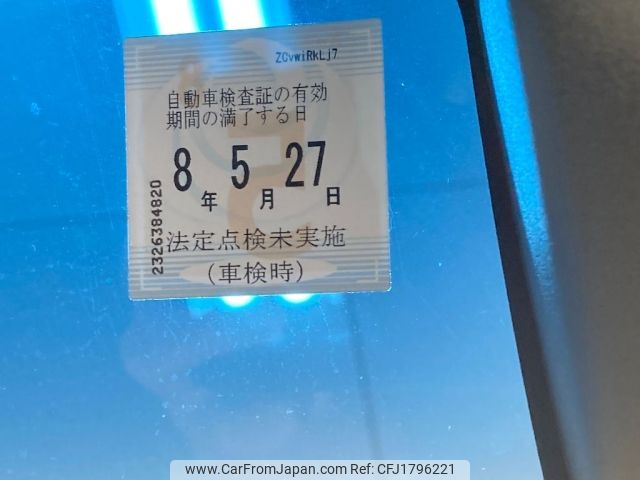 ZCvwiRkLj7
自動車検査証の有効
期間の満了する日
8年5月27日
法定点検未実施
(車検時)
2326384820
www.CarFromJapan.com | CFJ1796221